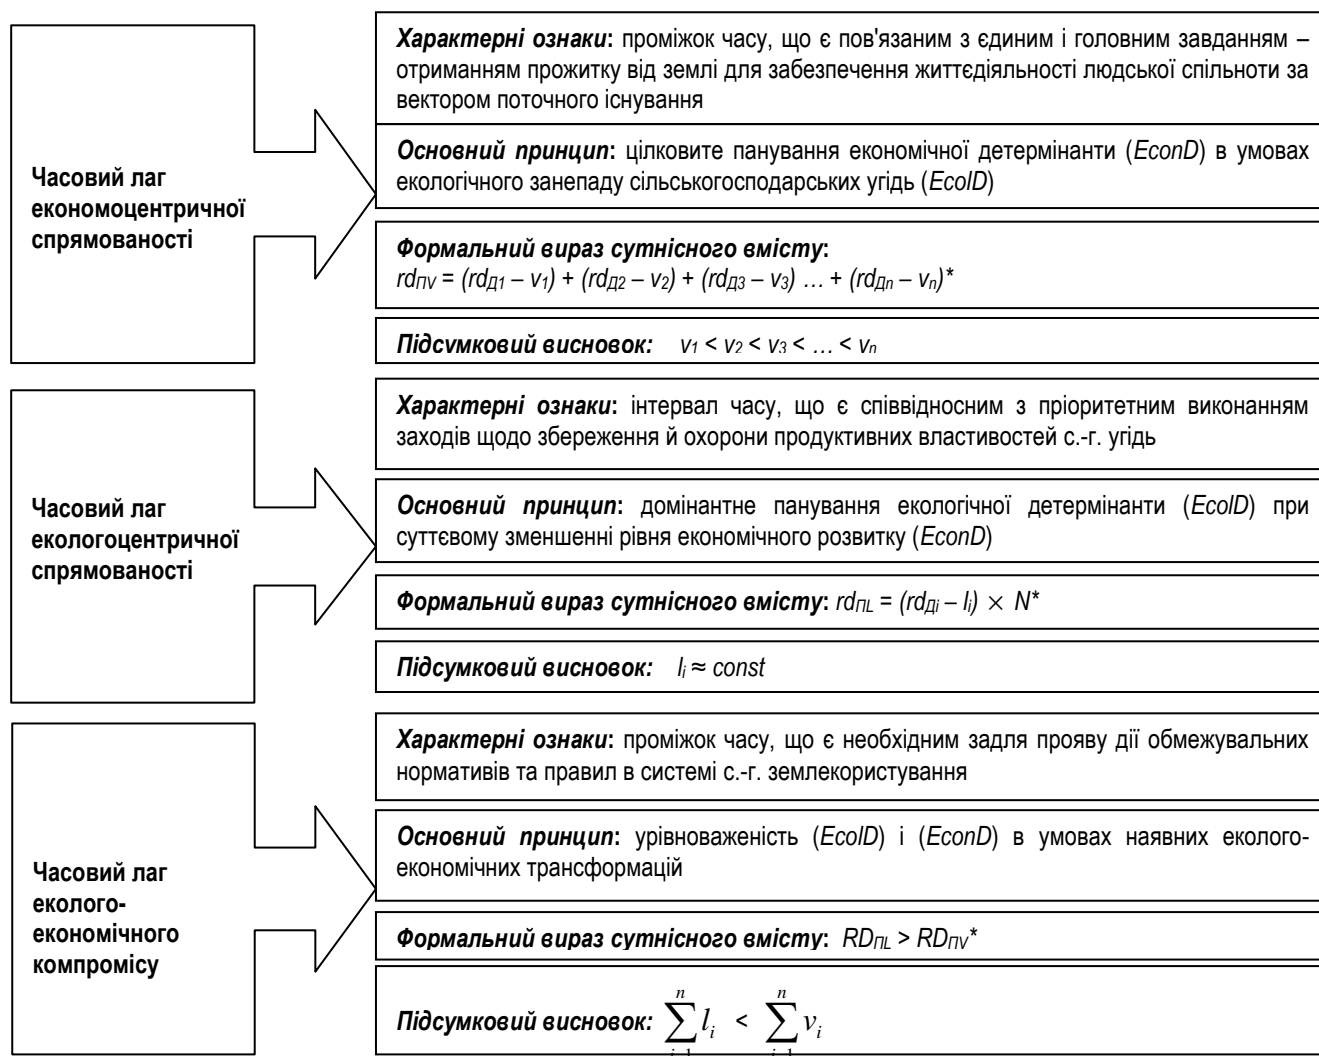 Часовий лаг
економоцентричної
спрямованості
Характерні ознаки: проміжок часу, що є пов'язаним з єдиним і головним завданням –
отриманням прожитку від землі для забезпечення життєдіяльності людської спільноти за
вектором поточного існування
Основний принцип: цілковите панування економічної детермінанти (EconD) в умовах
екологічного занепаду сільськогосподарських угідь (EcolD)
Формальний вираз сутнісного вмісту:
rdПV = (rdД1 – v1) + (rdД2 – v2) + (rdД3 – v3) … + (rdДn – vn)*
Підсумковий висновок: v1 < v2 < v3 < … < vn
Часовий лаг
екологоцентричної
спрямованості
Характерні ознаки: інтервал часу, що є співвідносним з пріоритетним виконанням
заходів щодо збереження й охорони продуктивних властивостей с.-г. угідь
Основний принцип: домінантне панування екологічної детермінанти (EcolD) при
суттєвому зменшенні рівня економічного розвитку (EconD)
Формальний вираз сутнісного вмісту: rdПL = (rdДi – li) × N*
Підсумковий висновок: li ≈ const
Часовий лаг
еколого-
економічного
компромісу
Характерні ознаки: проміжок часу, що є необхідним задля прояву дії обмежувальних
нормативів та правил в системі с.-г. землекористування
Основний принцип: урівноваженість (EcolD) і (EconD) в умовах наявних еколого-
економічних трансформацій
Формальний вираз сутнісного вмісту: RDПL > RDПV*
Підсумковий висновок: ∑ n i=1 li < ∑ n i=1 vi